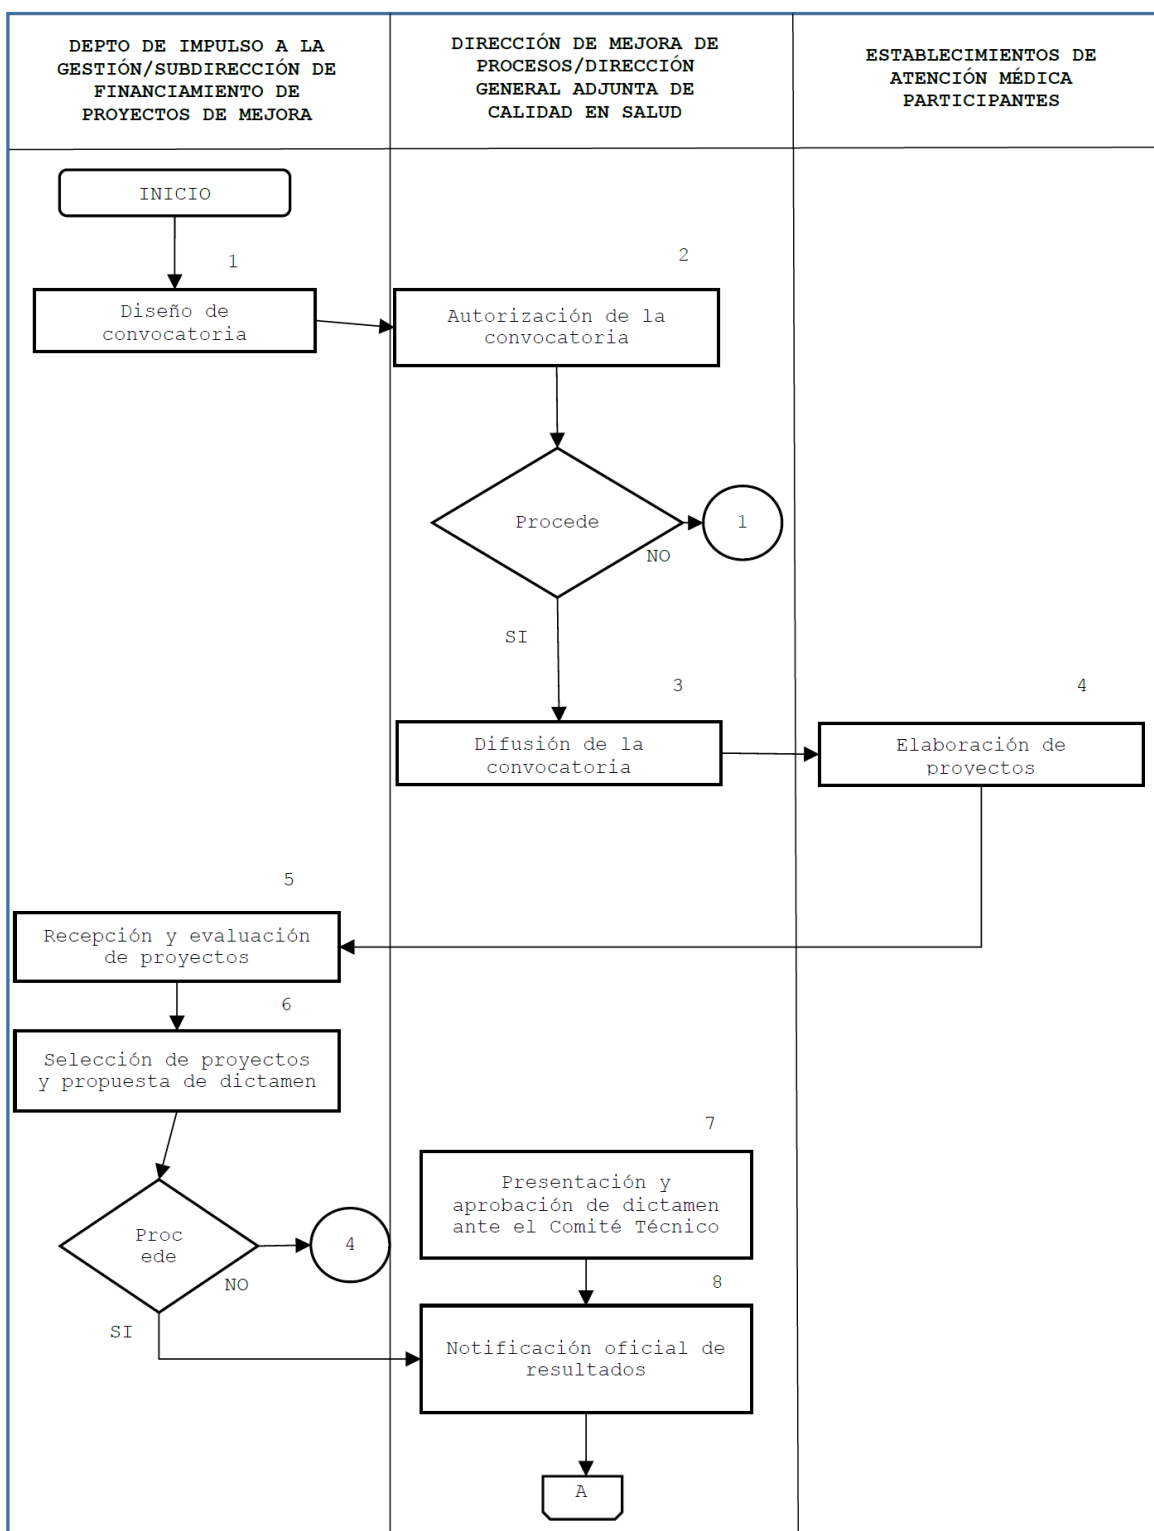 DEPTO DE IMPULSO A LA
GESTIÓN/SUBDIRECCIÓN DE
FINANCIAMIENTO DE
PROYECTOS DE MEJORA
DIRECCIÓN DE MEJORA DE
PROCESOS/DIRECCIÓN
GENERAL ADJUNTA DE
CALIDAD EN SALUD
ESTABLECIMIENTOS DE
ATENCIÓN MÉDICA
PARTICIPANTES
INICIO
1
Diseño de
convocatoria
2
Autorización de la
convocatoria
Procede
1
NO
SI
3
Difusión de la
convocatoria
4
Elaboración de
proyectos
5
Recepción y evaluación
de proyectos
6
Selección de proyectos
y propuesta de dictamen
Proc
ede
4
NO
SI
7
Presentación y
aprobación de dictamen
ante el Comité Técnico
8
Notificación oficial de
resultados
A